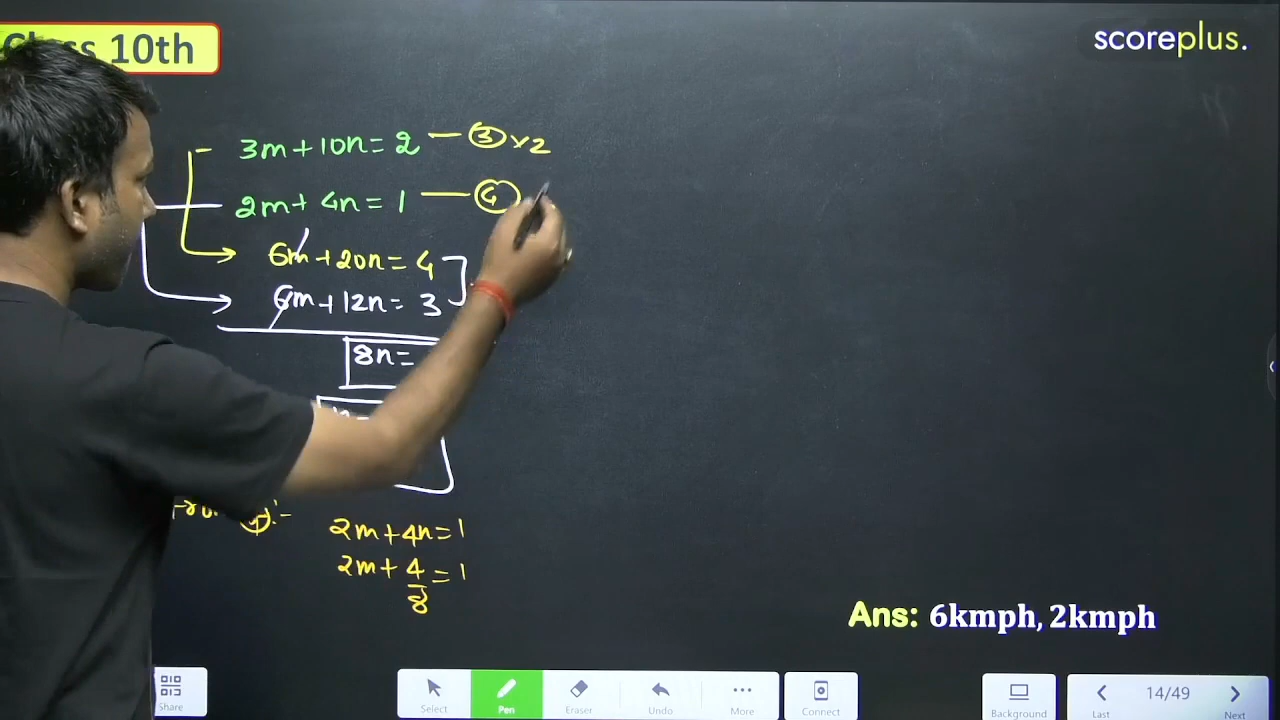 Class 10th
scoreplus.
3m + 10n = 2 — ③ × 2
2m + 4n = 1 — ④
6m + 20n = 4
6m + 12n = 3
8n =
④ :-
2m + 4n = 1
2m + 4/8 = 1
Ans: 6kmph, 2kmph
Share
Select
Pen
Eraser
Undo
More
Connect
Background
Last
14/49
Next